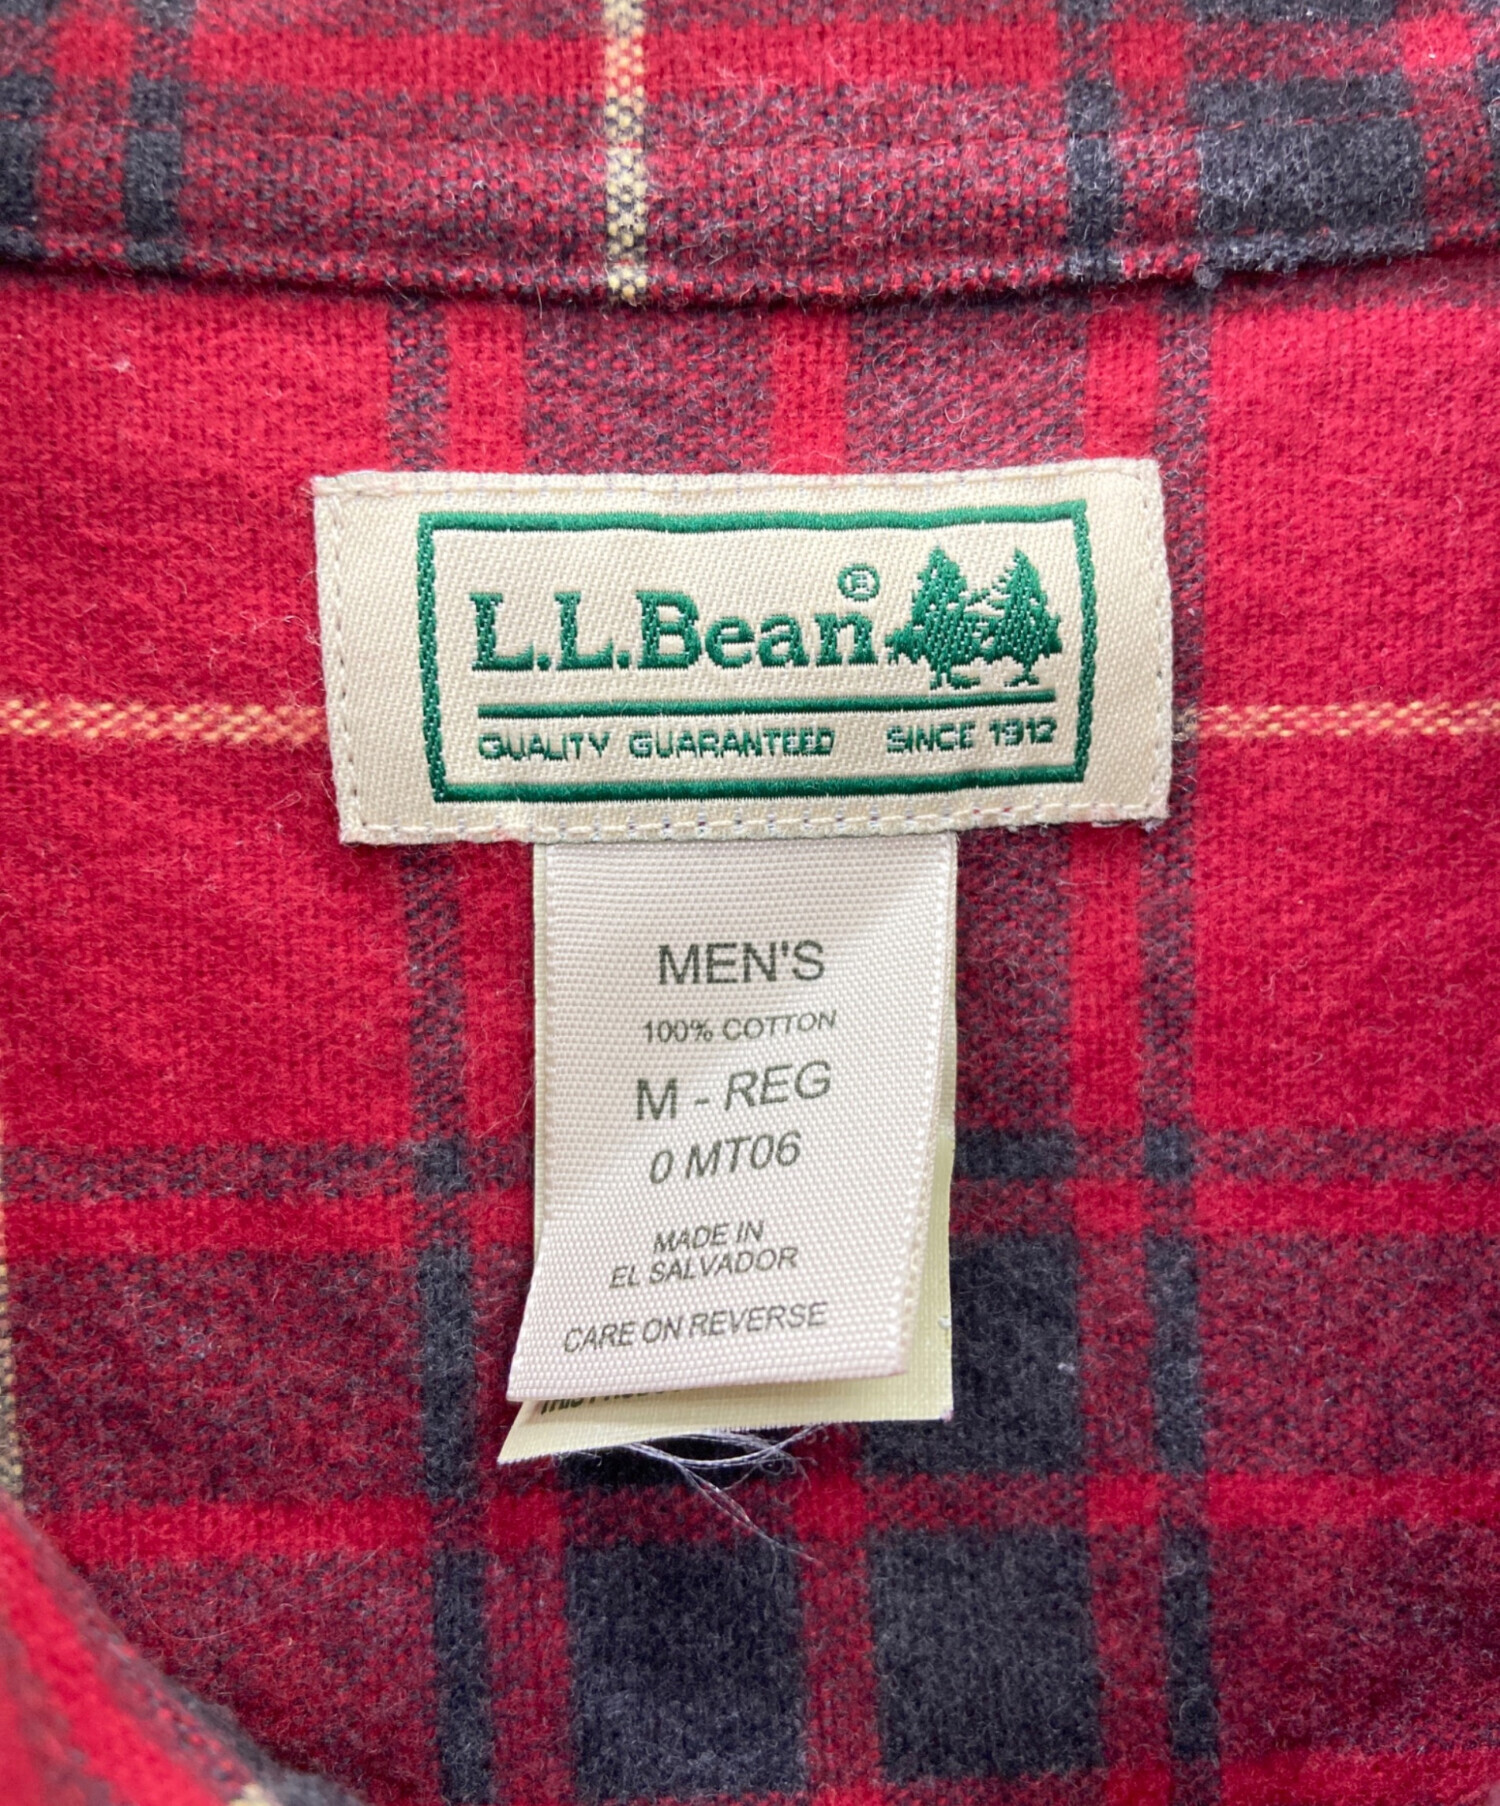 L.L.Bean®
QUALITY GUARANTEED SINCE 1912
MEN'S
100% COTTON
M - REG
0 MT06
MADE IN
EL SALVADOR
CARE ON REVERSE